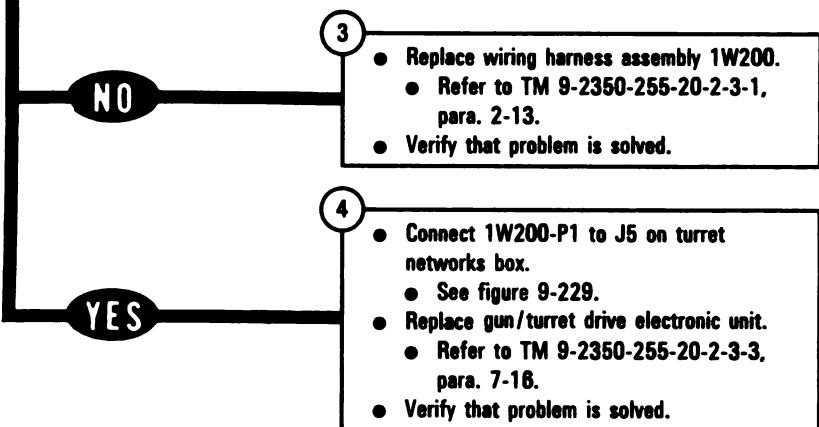 3
● Replace wiring harness assembly 1W200.
● Refer to TM 9-2350-255-20-2-3-1,
para. 2-13.
● Verify that problem is solved.
NO
4
● Connect 1W200-P1 to J5 on turret
networks box.
● See figure 9-229.
● Replace gun/turret drive electronic unit.
● Refer to TM 9-2350-255-20-2-3-3,
para. 7-16.
● Verify that problem is solved.
YES